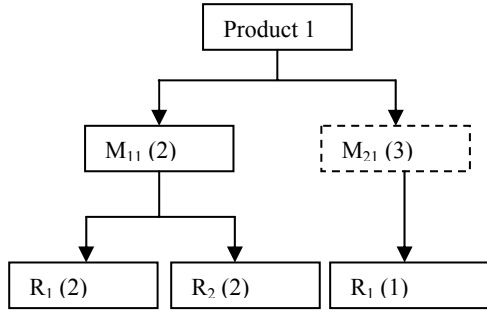 Product 1
M₁₁ (2)
M₂₁ (3)
R₁ (2)
R₂ (2)
R₁ (1)